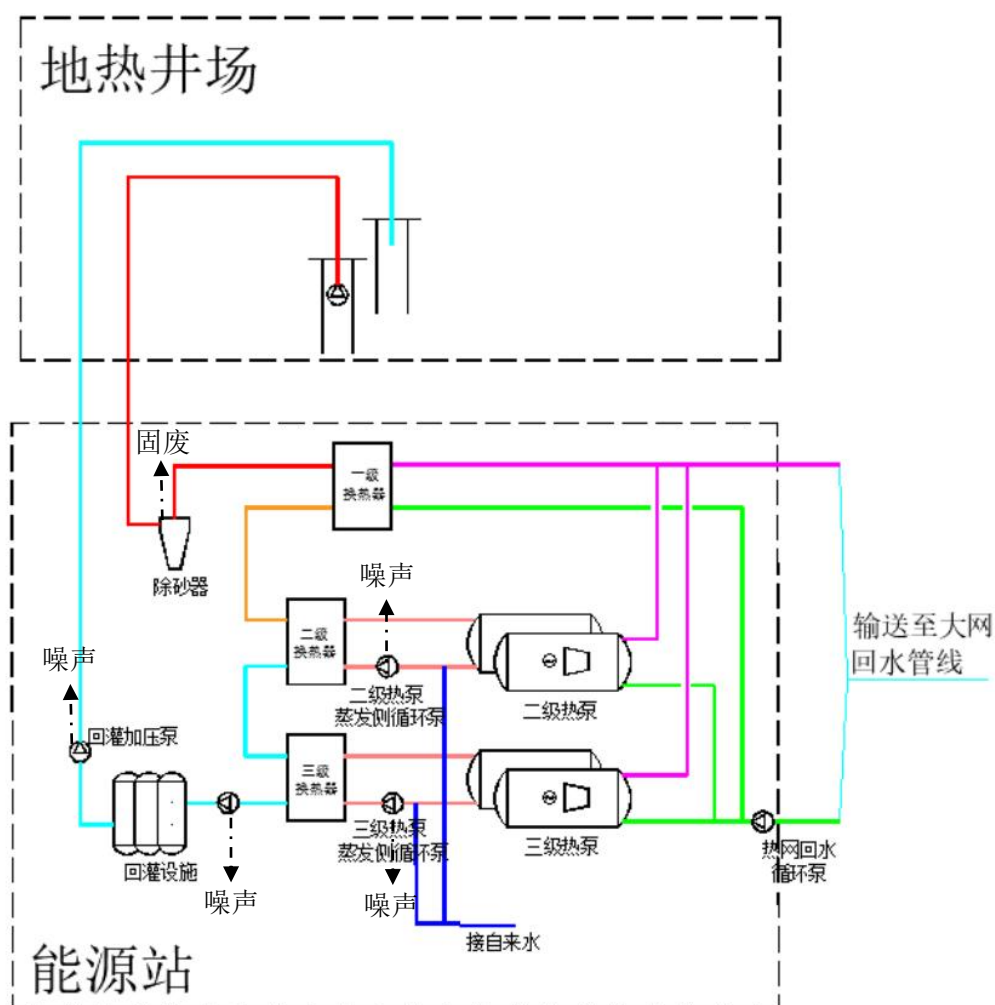 地热井场
固废
一级
换热器
除砂器
噪声
二级
换热器
二级热泵
蒸发侧循环泵
二级热泵
输送至大网
回水管线
噪声
回灌加压泵
三级
换热器
三级热泵
蒸发侧循环泵
三级热泵
热网回水
循环泵
回灌设施
噪声
噪声
接自来水
能源站